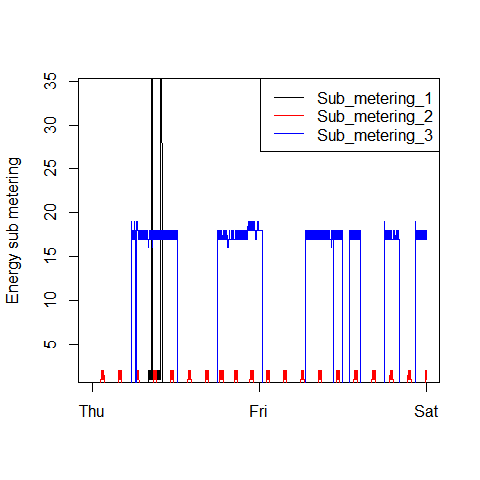 Energy sub metering
35
30
25
20
15
10
5
Sub_metering_1
Sub_metering_2
Sub_metering_3
Thu Fri Sat